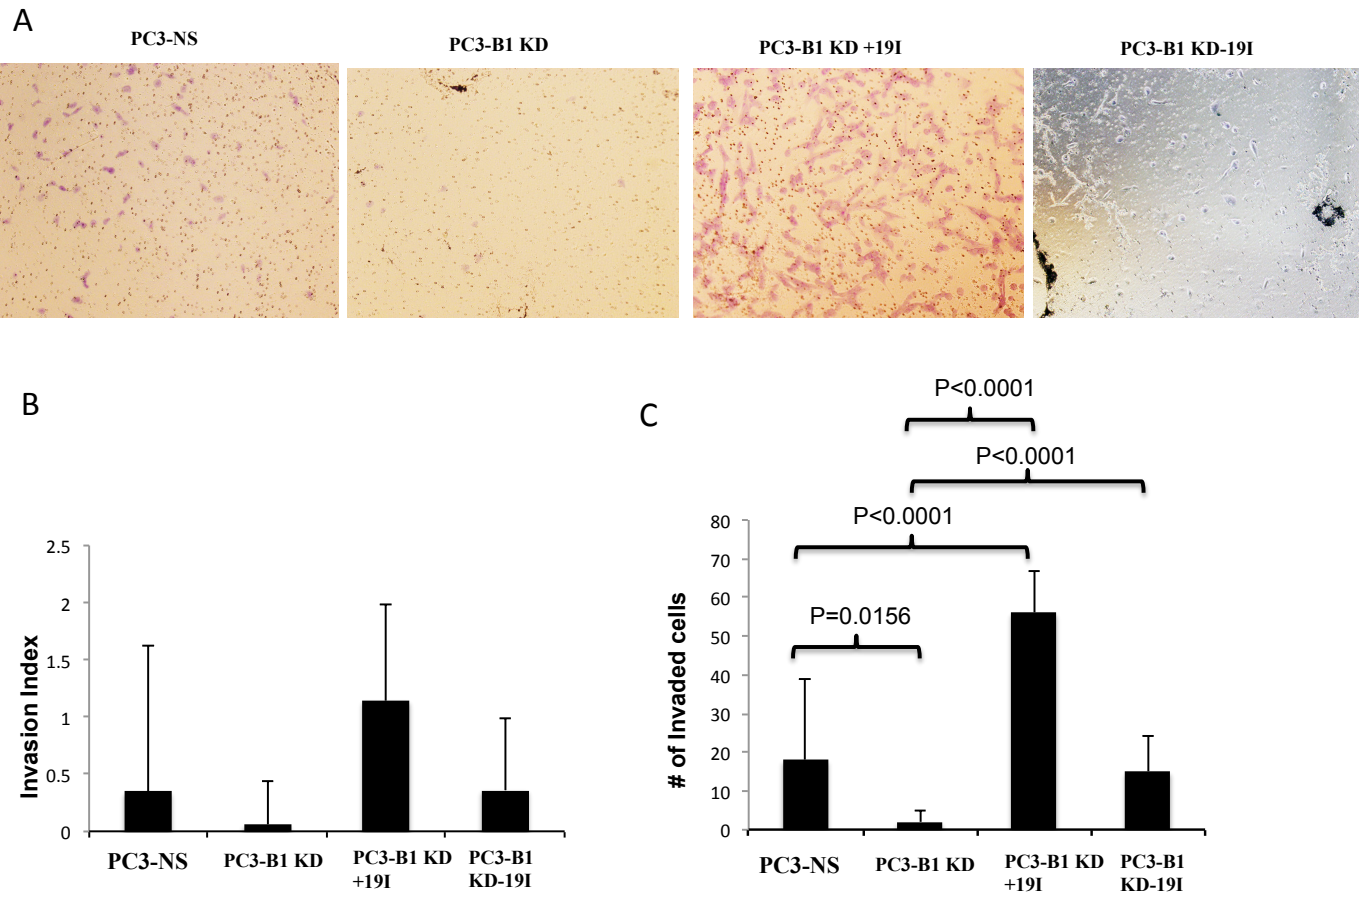 A
PC3-NS
PC3-B1 KD
PC3-B1 KD +19I
PC3-B1 KD-19I
B
2.5
2
1.5
1
0.5
0
Invasion Index
PC3-NS
PC3-B1 KD
PC3-B1 KD
+19I
PC3-B1
KD-19I
C
P<0.0001
P<0.0001
P<0.0001
P=0.0156
80
70
60
50
40
30
20
10
0
# of Invaded cells
PC3-NS
PC3-B1 KD
PC3-B1 KD
+19I
PC3-B1
KD-19I